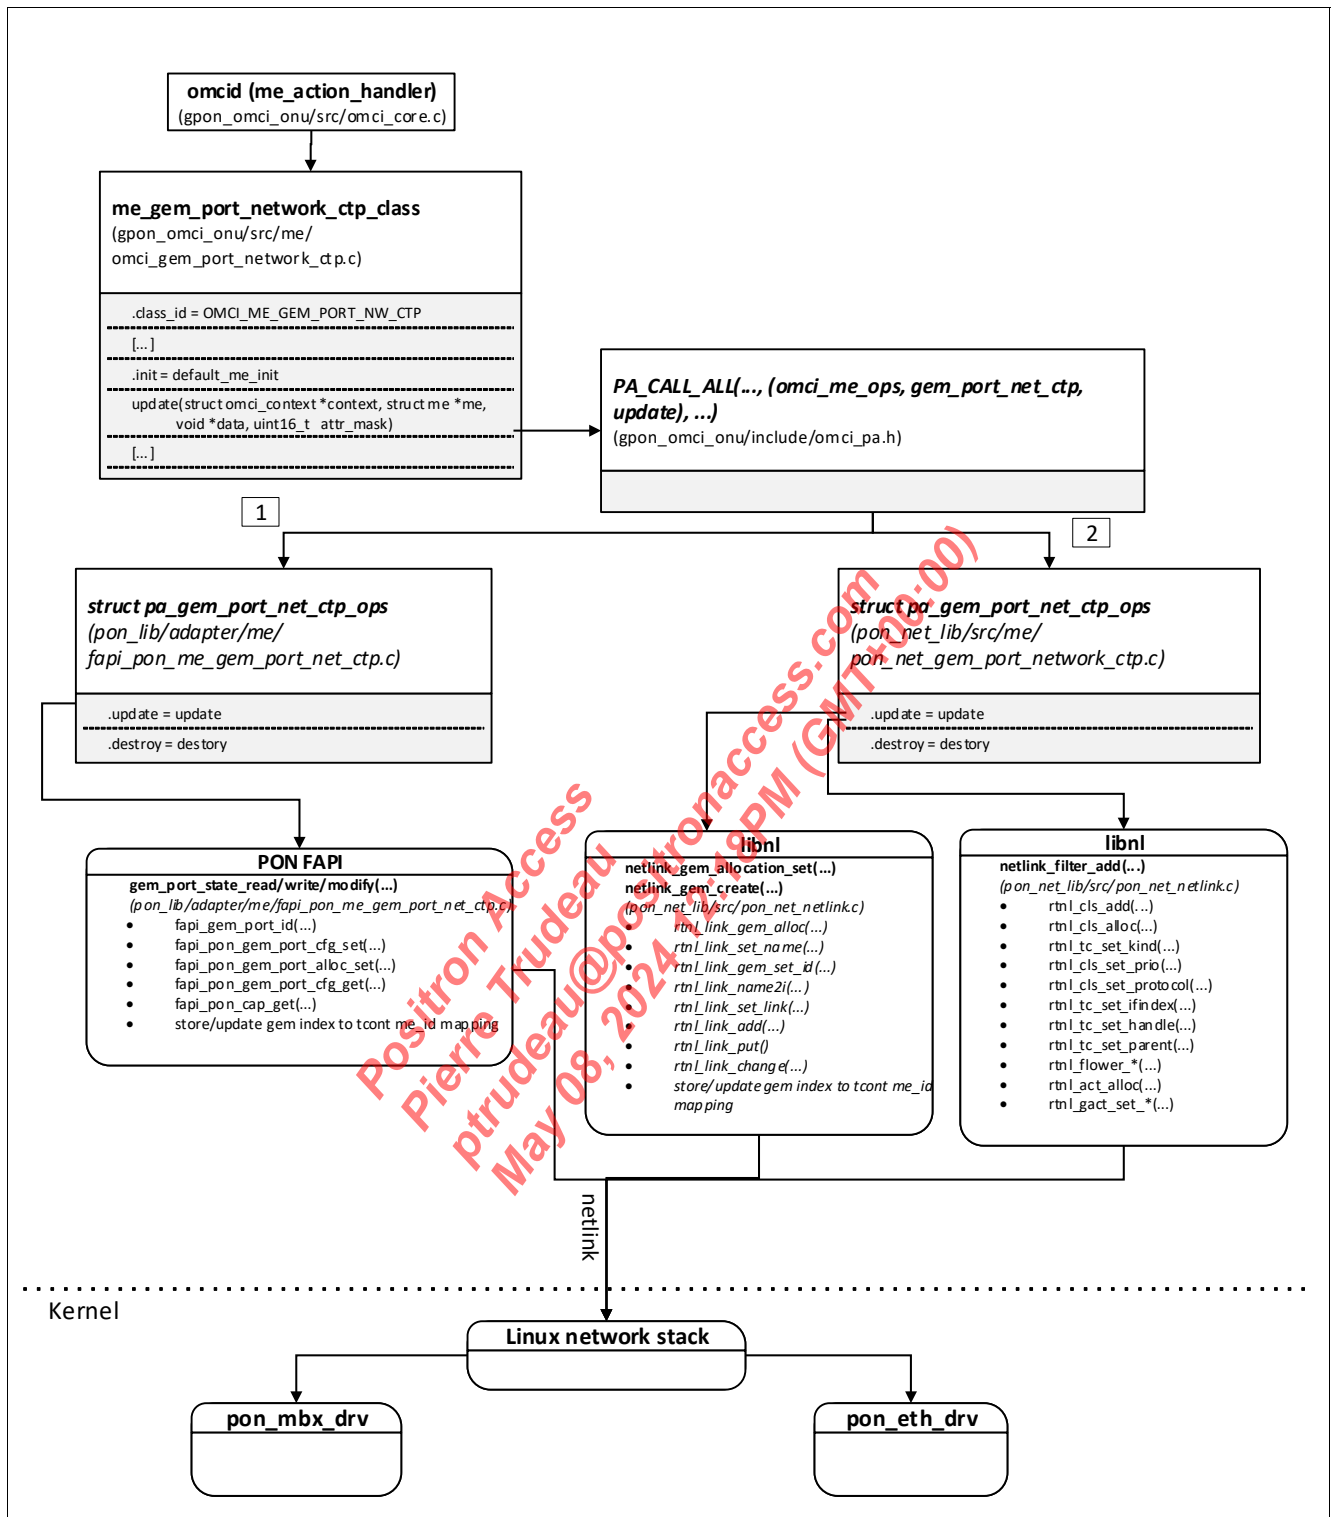 omcid (me_action_handler)
(gpon_omci_onu/src/omci_core.c)
me_gem_port_network_ctp_class
(gpon_omci_onu/src/me/
omci_gem_port_network_ctp.c)
.class_id = OMCI_ME_GEM_PORT_NW_CTP
[...]
.init = default_me_init
update(struct omci_context *context, struct me *me,
void *data, uint16_t attr_mask)
[...]
PA_CALL_ALL(..., (omci_me_ops, gem_port_net_ctp,
update), ...)
(gpon_omci_onu/include/omci_pa.h)
1
2
struct pa_gem_port_net_ctp_ops
(pon_lib/adapter/me/
fapi_pon_me_gem_port_net_ctp.c)
.update = update
.destroy = destory
struct pa_gem_port_net_ctp_ops
(pon_net_lib/src/me/
pon_net_gem_port_network_ctp.c)
.update = update
.destroy = destory
PON FAPI
gem_port_state_read/write/modify(...)
(pon_lib/adapter/me/fapi_pon_me_gem_port_net_ctp.c)
• fapi_gem_port_id(...)
• fapi_pon_gem_port_cfg_set(...)
• fapi_pon_gem_port_alloc_set(...)
• fapi_pon_gem_port_cfg_get(...)
• fapi_pon_cap_get(...)
• store/update gem index to tcont me_id mapping
libnl
netlink_gem_allocation_set(...)
netlink_gem_create(...)
(pon_net_lib/src/pon_net_netlink.c)
• rtnl_link_gem_alloc(...)
• rtnl_link_set_name(...)
• rtnl_link_gem_set_id(...)
• rtnl_link_name2i(...)
• rtnl_link_set_link(...)
• rtnl_link_add(...)
• rtnl_link_put()
• rtnl_link_change(...)
• store/update gem index to tcont me_id
mapping
libnl
netlink_filter_add(...)
(pon_net_lib/src/pon_net_netlink.c)
• rtnl_cls_add(...)
• rtnl_cls_alloc(...)
• rtnl_tc_set_kind(...)
• rtnl_cls_set_prio(...)
• rtnl_cls_set_protocol(...)
• rtnl_tc_set_ifindex(...)
• rtnl_tc_set_handle(...)
• rtnl_tc_set_parent(...)
• rtnl_flower_*(...)
• rtnl_act_alloc(...)
• rtnl_gact_set_*(...)
Positron Access
Pierre Trudeau
ptrudeau@positronaccess.com
May 08, 2024 12:18PM (GMT+00:00)
netlink
Kernel
Linux network stack
pon_mbx_drv
pon_eth_drv